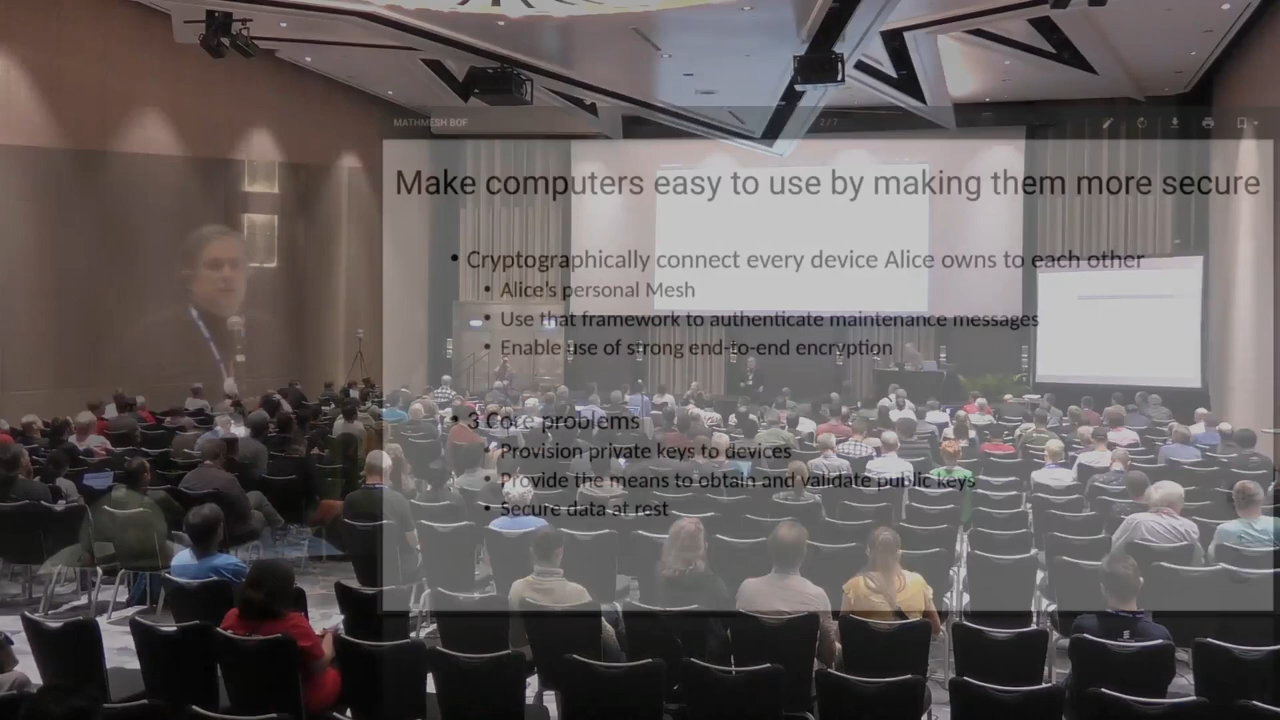 MATHMESH BOF
2 / 7
Make computers easy to use by making them more secure
• Cryptographically connect every device Alice owns to each other
• Alice's personal Mesh
• Use that framework to authenticate maintenance messages
• Enable use of strong end-to-end encryption
• 3 Core problems
• Provision private keys to devices
• Provide the means to obtain and validate public keys
• Secure data at rest